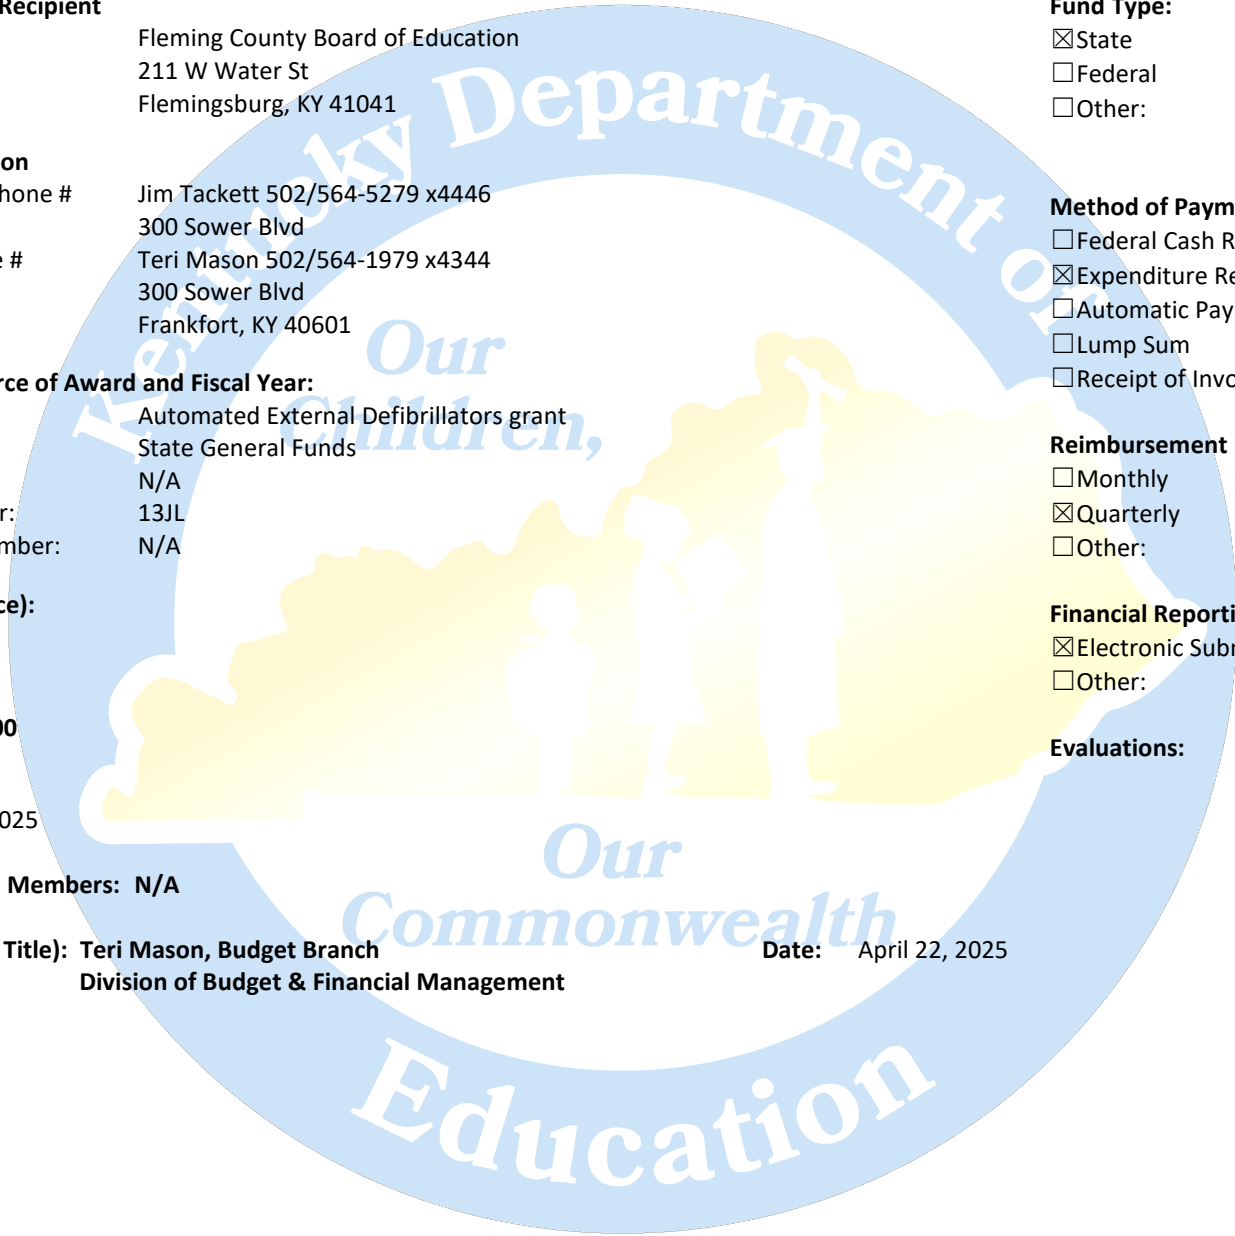 Recipient
Fleming County Board of Education
211 W Water St
Flemingsburg, KY 41041
on
hone # Jim Tackett 502/564-5279 x4446
300 Sower Blvd
e # Teri Mason 502/564-1979 x4344
300 Sower Blvd
Frankfort, KY 40601
rce of Award and Fiscal Year:
Automated External Defibrillators grant
State General Funds
N/A
r: 13JL
mber: N/A
ce):
00
025
Members: N/A
Title): Teri Mason, Budget Branch
Division of Budget & Financial Management
Date: April 22, 2025
Fund Type:
☒State
☐Federal
☐Other:
Method of Paym
☐Federal Cash R
☒Expenditure Re
☐Automatic Pay
☐Lump Sum
☐Receipt of Invo
Reimbursement
☐Monthly
☒Quarterly
☐Other:
Financial Reporti
☒Electronic Subr
☐Other:
Evaluations:
Kentucky Department of
Our
Children,
Our
Commonwealth
Education